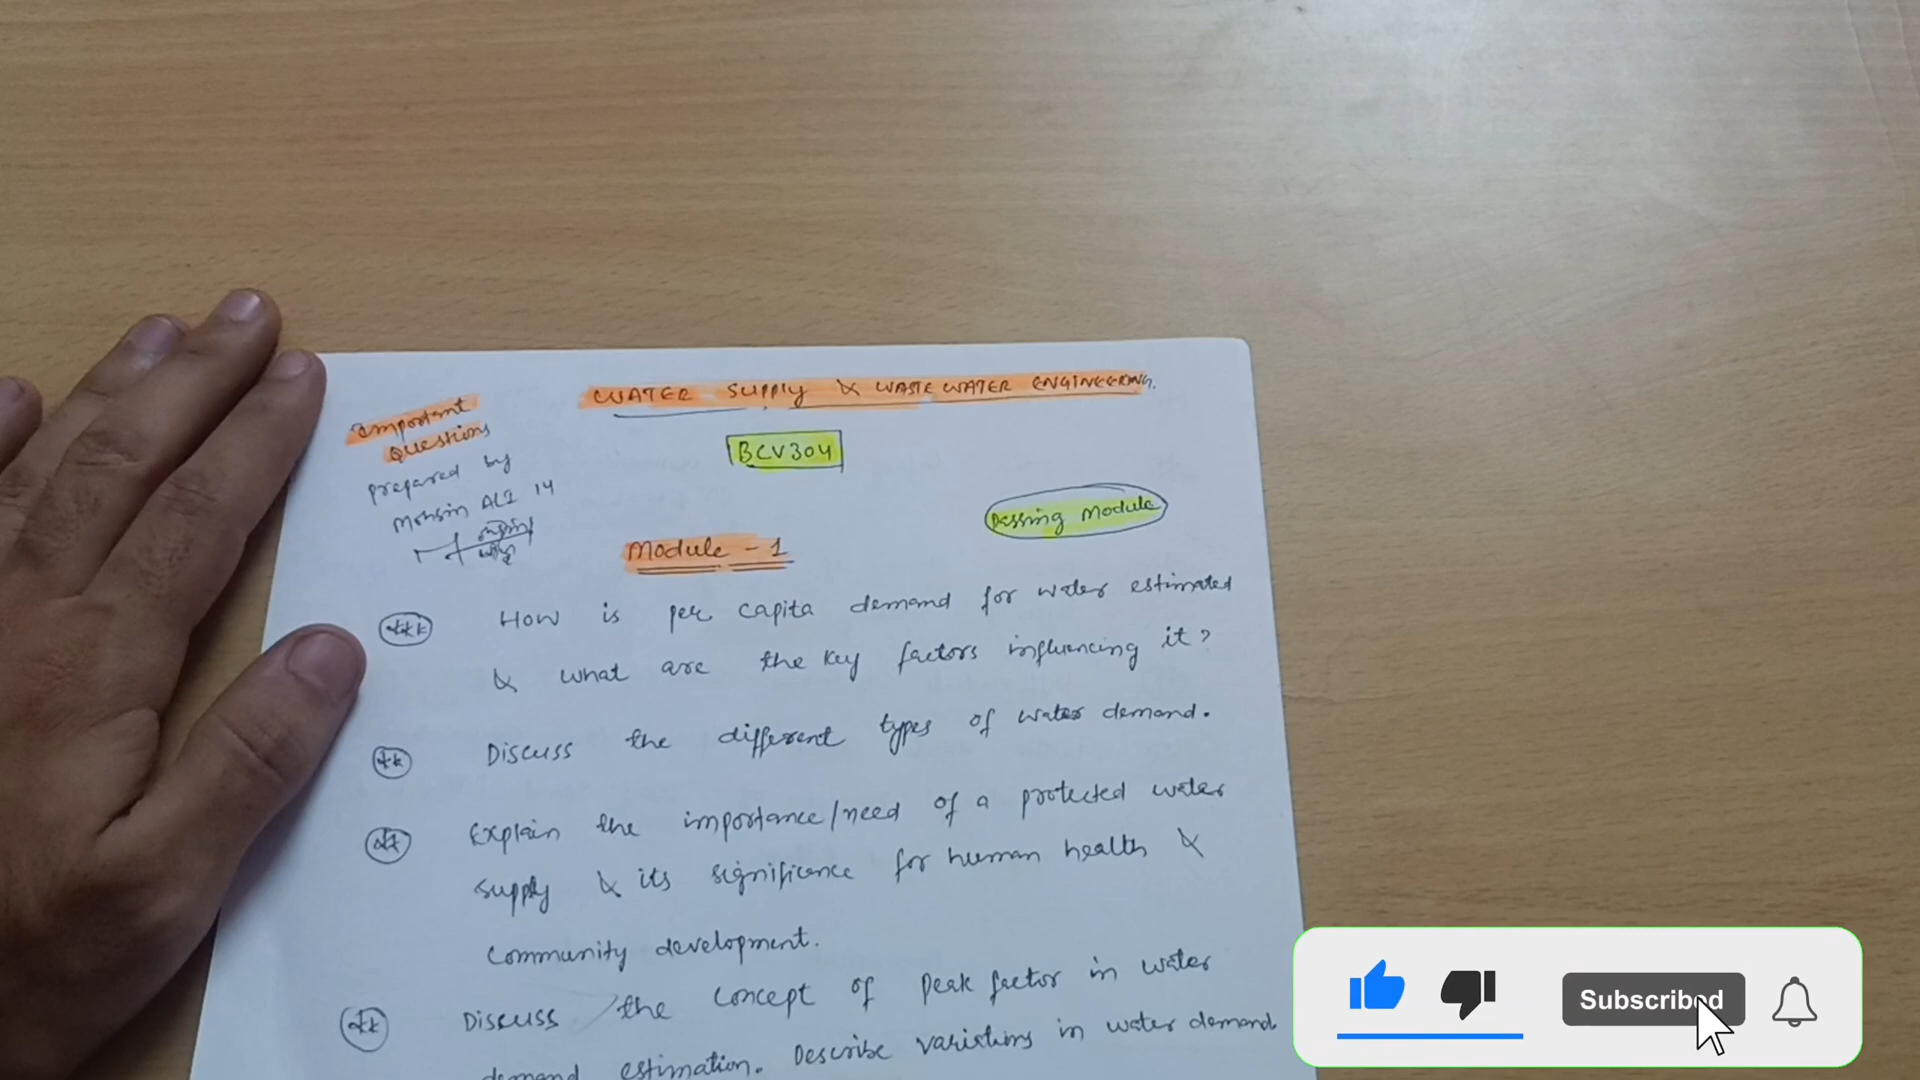 WATER Supply & WASTE WATER ENGINEERING.
Important
Questions
prepared by
Mohsin ALI 14
BCV304
Passing Module
Module - 1
*** How is per capita demand for water estimated
& what are the key factors influencing it?
** Discuss the different types of water demand.
** Explain the importance/need of a protected water
supply & its significance for human health &
community development.
** Discuss the concept of Peak factor in water
demand estimation. Describe variations in water demand
Subscribed